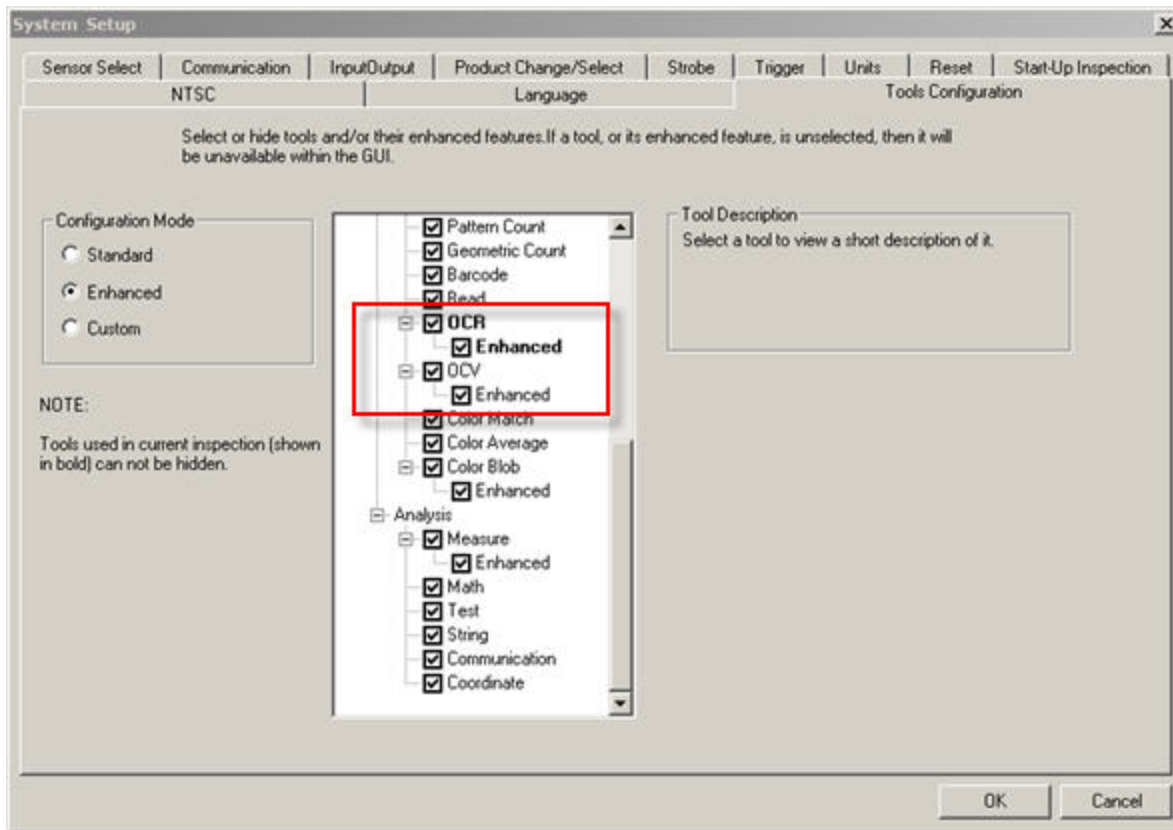 System Setup
Sensor Select Communication InputOutput Product Change/Select Strobe Trigger Units Reset Start-Up Inspection
NTSC Language Tools Configuration
Select or hide tools and/or their enhanced features.If a tool, or its enhanced feature, is unselected, then it will
be unavailable within the GUI.
Configuration Mode
Standard
Enhanced
Custom
NOTE:
Tools used in current inspection (shown
in bold) can not be hidden.
Pattern Count
Geometric Count
Barcode
Read
OCR
Enhanced
OCV
Enhanced
Color Match
Color Average
Color Blob
Enhanced
Analysis
Measure
Enhanced
Math
Test
String
Communication
Coordinate
Tool Description
Select a tool to view a short description of it.
OK Cancel